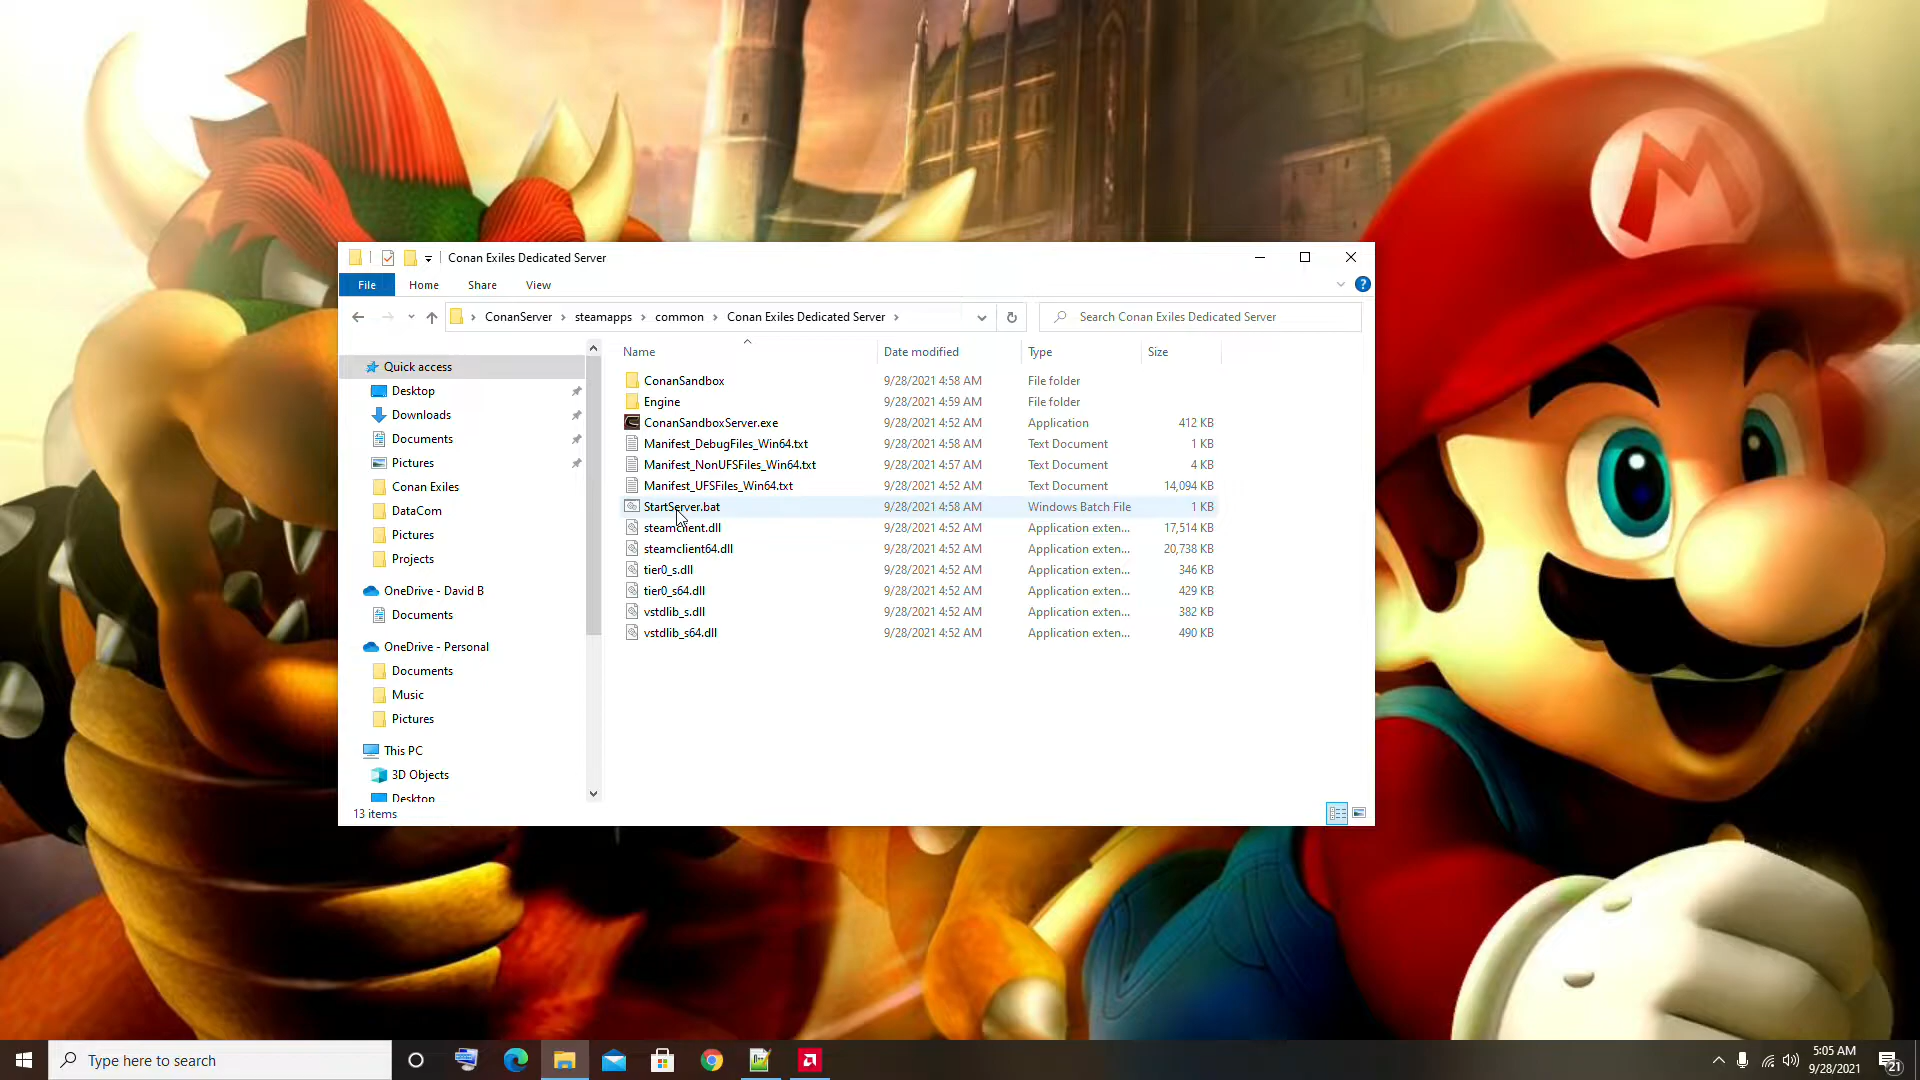 Conan Exiles Dedicated Server
File Home Share View
ConanServer steamapps common Conan Exiles Dedicated Server
Search Conan Exiles Dedicated Server
Name Date modified Type Size
Quick access
Desktop
Downloads
Documents
Pictures
Conan Exiles
DataCom
Pictures
Projects
OneDrive - David B
Documents
OneDrive - Personal
Documents
Music
Pictures
This PC
3D Objects
Desktop
ConanSandbox 9/28/2021 4:58 AM File folder
Engine 9/28/2021 4:59 AM File folder
ConanSandboxServer.exe 9/28/2021 4:52 AM Application 412 KB
Manifest_DebugFiles_Win64.txt 9/28/2021 4:58 AM Text Document 1 KB
Manifest_NonUFSFiles_Win64.txt 9/28/2021 4:57 AM Text Document 4 KB
Manifest_UFSFiles_Win64.txt 9/28/2021 4:52 AM Text Document 14,094 KB
StartServer.bat 9/28/2021 4:58 AM Windows Batch File 1 KB
steamclient.dll 9/28/2021 4:52 AM Application exten... 17,514 KB
steamclient64.dll 9/28/2021 4:52 AM Application exten... 20,738 KB
tier0_s.dll 9/28/2021 4:52 AM Application exten... 346 KB
tier0_s64.dll 9/28/2021 4:52 AM Application exten... 429 KB
vstdlib_s.dll 9/28/2021 4:52 AM Application exten... 382 KB
vstdlib_s64.dll 9/28/2021 4:52 AM Application exten... 490 KB
13 items
M
Type here to search
5:05 AM
9/28/2021
21